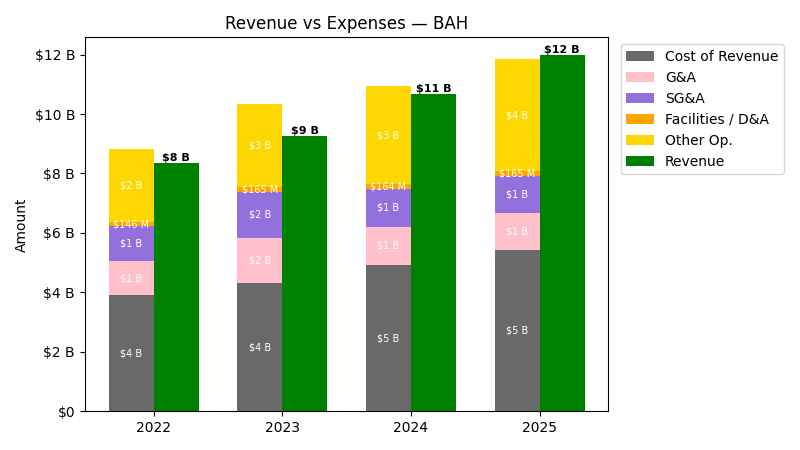 Revenue vs Expenses — BAH
Amount
$12 B
$10 B
$8 B
$6 B
$4 B
$2 B
$0
2022
2023
2024
2025
$2 B
$146 M
$1 B
$1 B
$4 B
$8 B
$3 B
$165 M
$2 B
$2 B
$4 B
$9 B
$3 B
$164 M
$1 B
$1 B
$5 B
$11 B
$4 B
$165 M
$1 B
$1 B
$5 B
$12 B
Cost of Revenue
G&A
SG&A
Facilities / D&A
Other Op.
Revenue